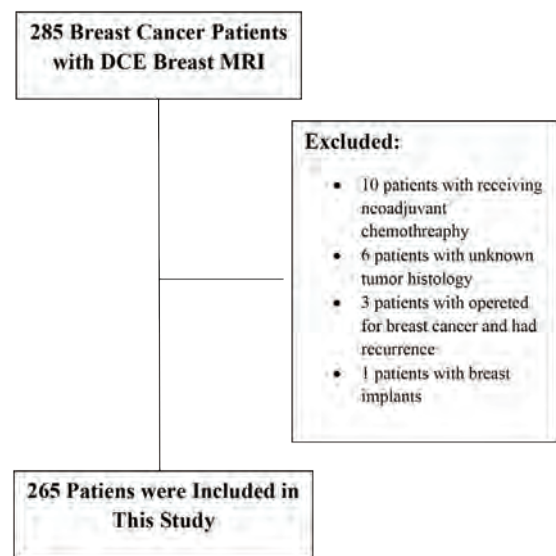 285 Breast Cancer Patients
with DCE Breast MRI
Excluded:
• 10 patients with receiving
neoadjuvant
chemothreaphy
• 6 patients with unknown
tumor histology
• 3 patients with opereted
for breast cancer and had
recurrence
• 1 patients with breast
implants
265 Patiens were Included in
This Study